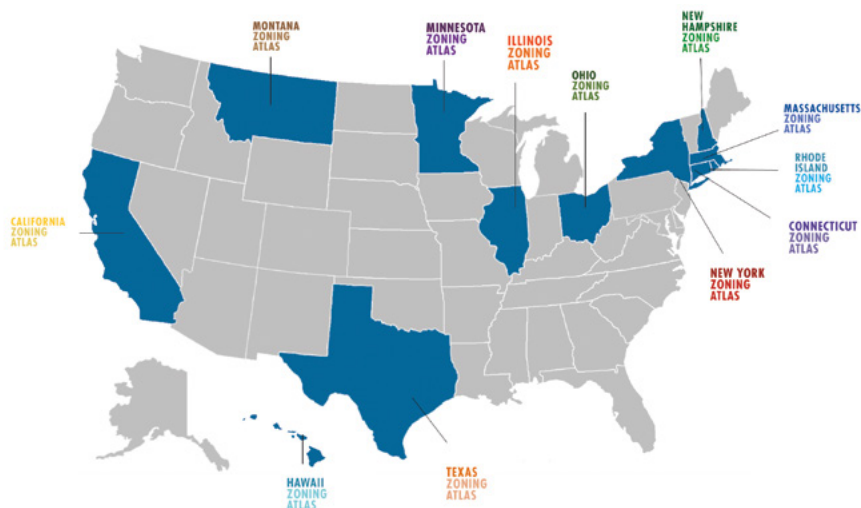 MONTANA
ZONING
ATLAS
MINNESOTA
ZONING
ATLAS
ILLINOIS
ZONING
ATLAS
OHIO
ZONING
ATLAS
NEW
HAMPSHIRE
ZONING
ATLAS
MASSACHUSETTS
ZONING
ATLAS
RHODE
ISLAND
ZONING
ATLAS
CONNECTICUT
ZONING
ATLAS
NEW YORK
ZONING
ATLAS
CALIFORNIA
ZONING
ATLAS
HAWAII
ZONING
ATLAS
TEXAS
ZONING
ATLAS